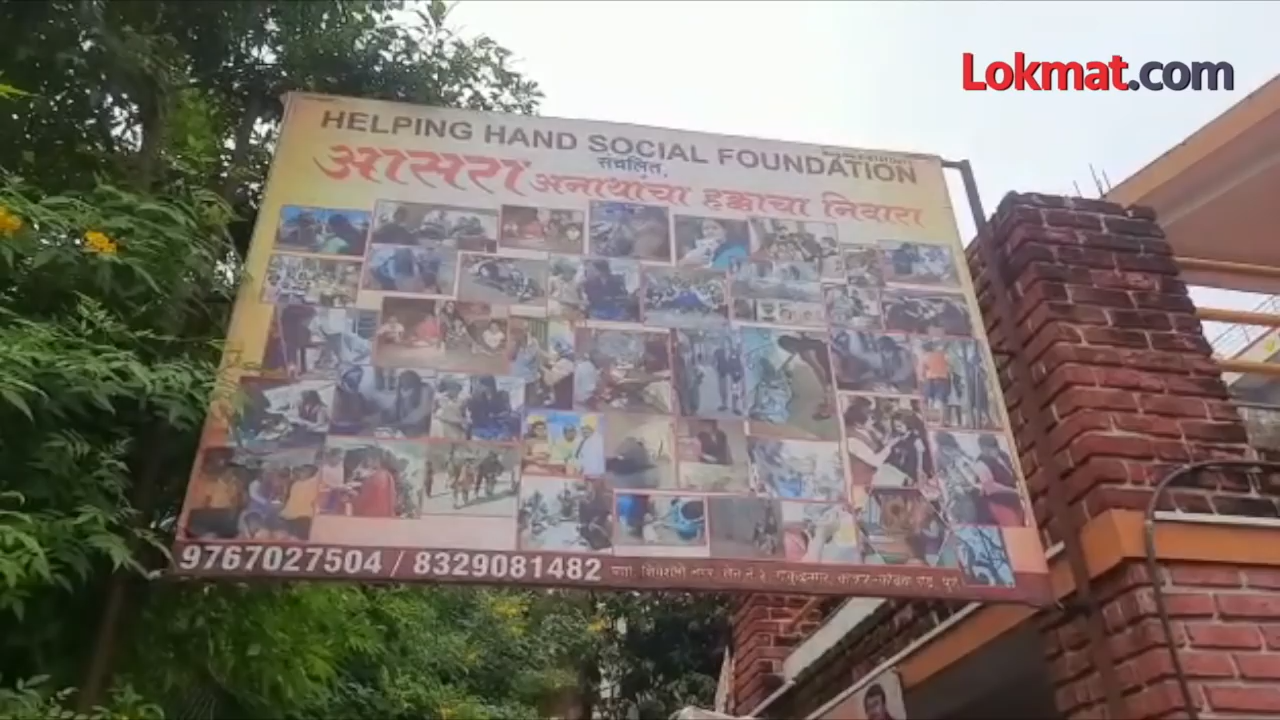 Lokmat.com
HELPING HAND SOCIAL FOUNDATION
संचलित,
आसरा अनाथांचा हक्काचा निवारा
9767027504 / 8329081482